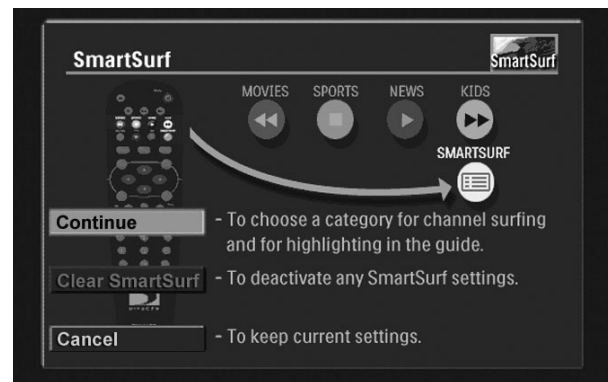 SmartSurf
SmartSurf
MOVIES SPORTS NEWS KIDS
SMARTSURF
Continue - To choose a category for channel surfing
and for highlighting in the guide.
Clear SmartSurf - To deactivate any SmartSurf settings.
DIRECTV
Cancel - To keep current settings.